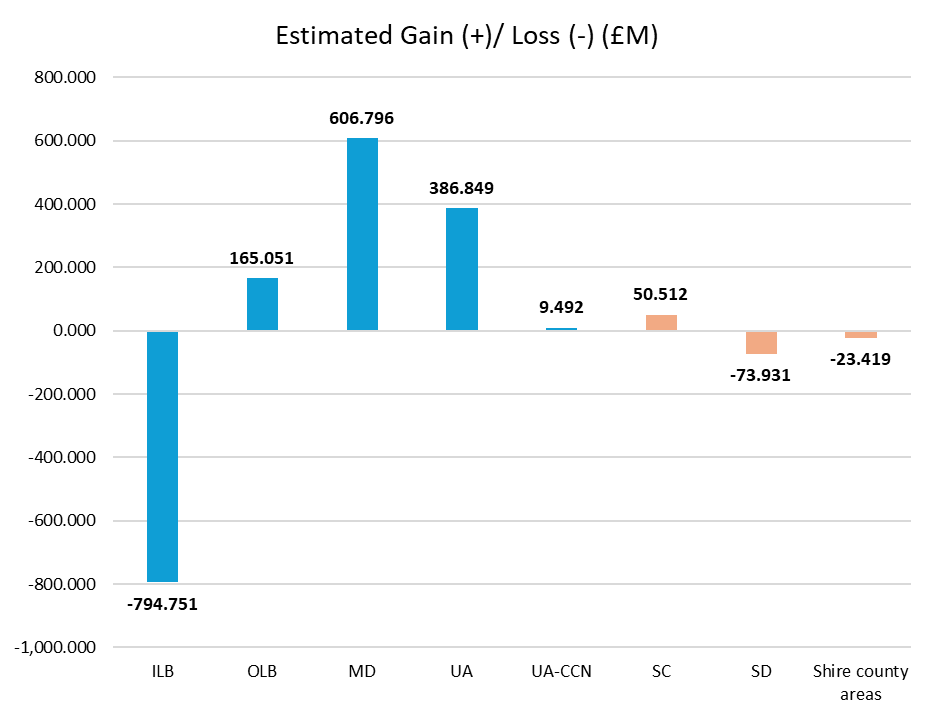 Estimated Gain (+)/ Loss (-) (£M)
800.000
600.000
400.000
200.000
0.000
-200.000
-400.000
-600.000
-800.000
-1,000.000
-794.751
165.051
606.796
386.849
9.492
50.512
-73.931
-23.419
ILB
OLB
MD
UA
UA-CCN
SC
SD
Shire county
areas